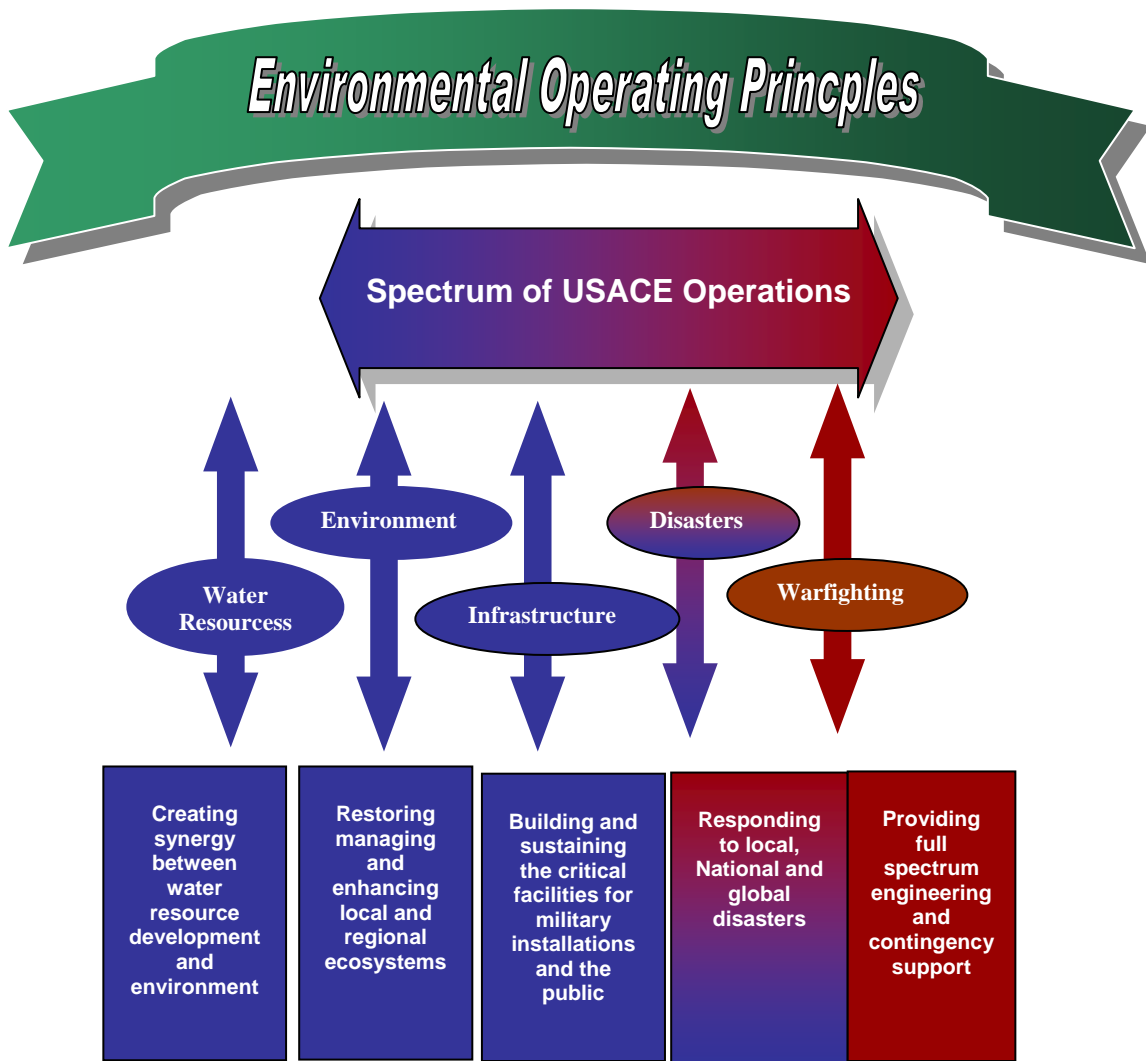 Environmental Operating Princples
Spectrum of USACE Operations
Environment
Disasters
Water
Resourcess
Infrastructure
Warfighting
Creating
synergy
between
water
resource
development
and
environment
Restoring
managing
and
enhancing
local and
regional
ecosystems
Building and
sustaining
the critical
facilities for
military
installations
and the
public
Responding
to local,
National and
global
disasters
Providing
full
spectrum
engineering
and
contingency
support